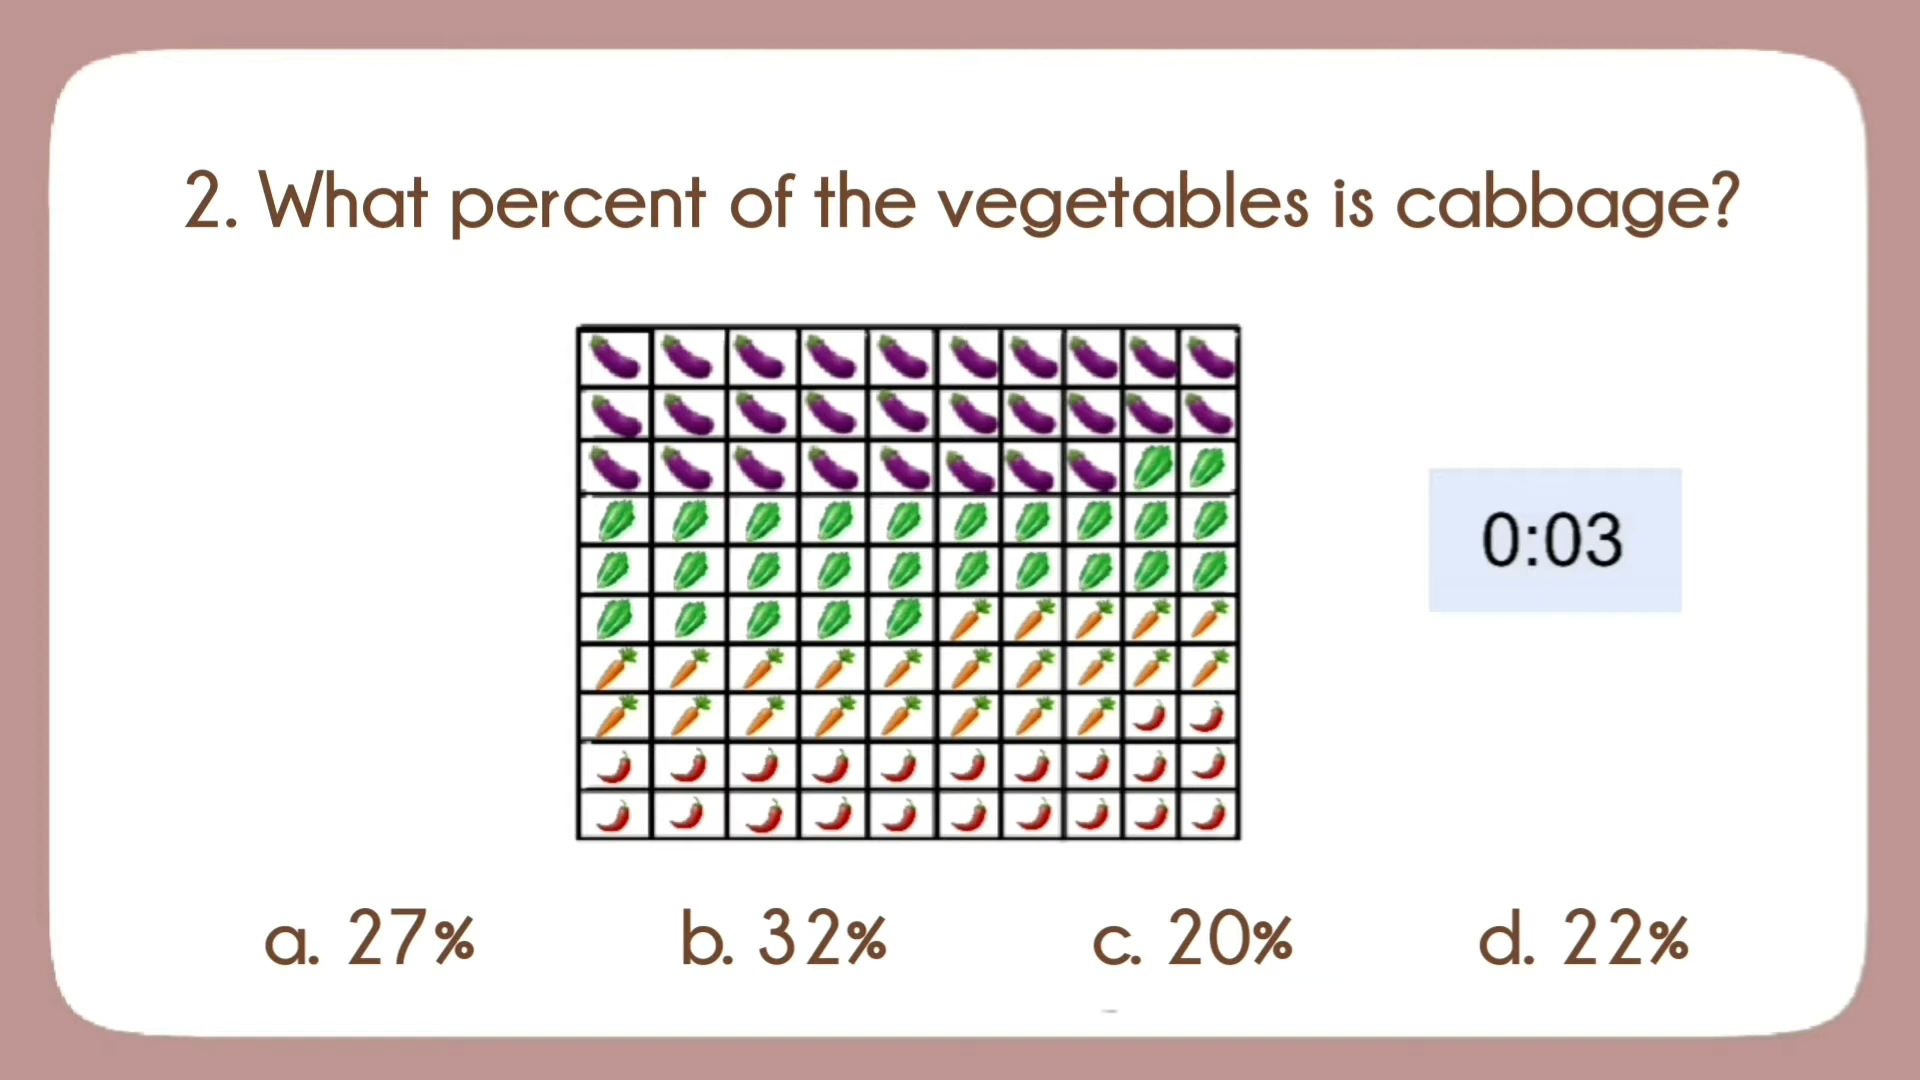 2. What percent of the vegetables is cabbage?
0:03
a. 27% b. 32% c. 20% d. 22%